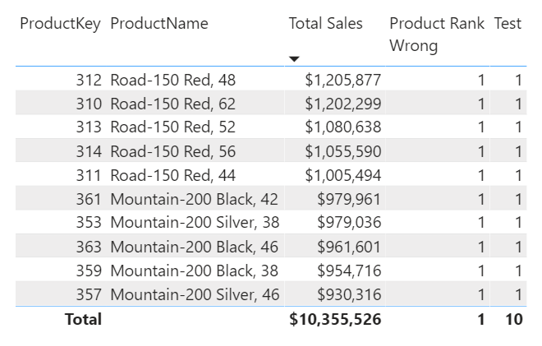 ProductKey ProductName Total Sales Product Rank Wrong Test
312 Road-150 Red, 48 $1,205,877 1 1
310 Road-150 Red, 62 $1,202,299 1 1
313 Road-150 Red, 52 $1,080,638 1 1
314 Road-150 Red, 56 $1,055,590 1 1
311 Road-150 Red, 44 $1,005,494 1 1
361 Mountain-200 Black, 42 $979,961 1 1
353 Mountain-200 Silver, 38 $979,036 1 1
363 Mountain-200 Black, 46 $961,601 1 1
359 Mountain-200 Black, 38 $954,716 1 1
357 Mountain-200 Silver, 46 $930,316 1 1
Total $10,355,526 1 10